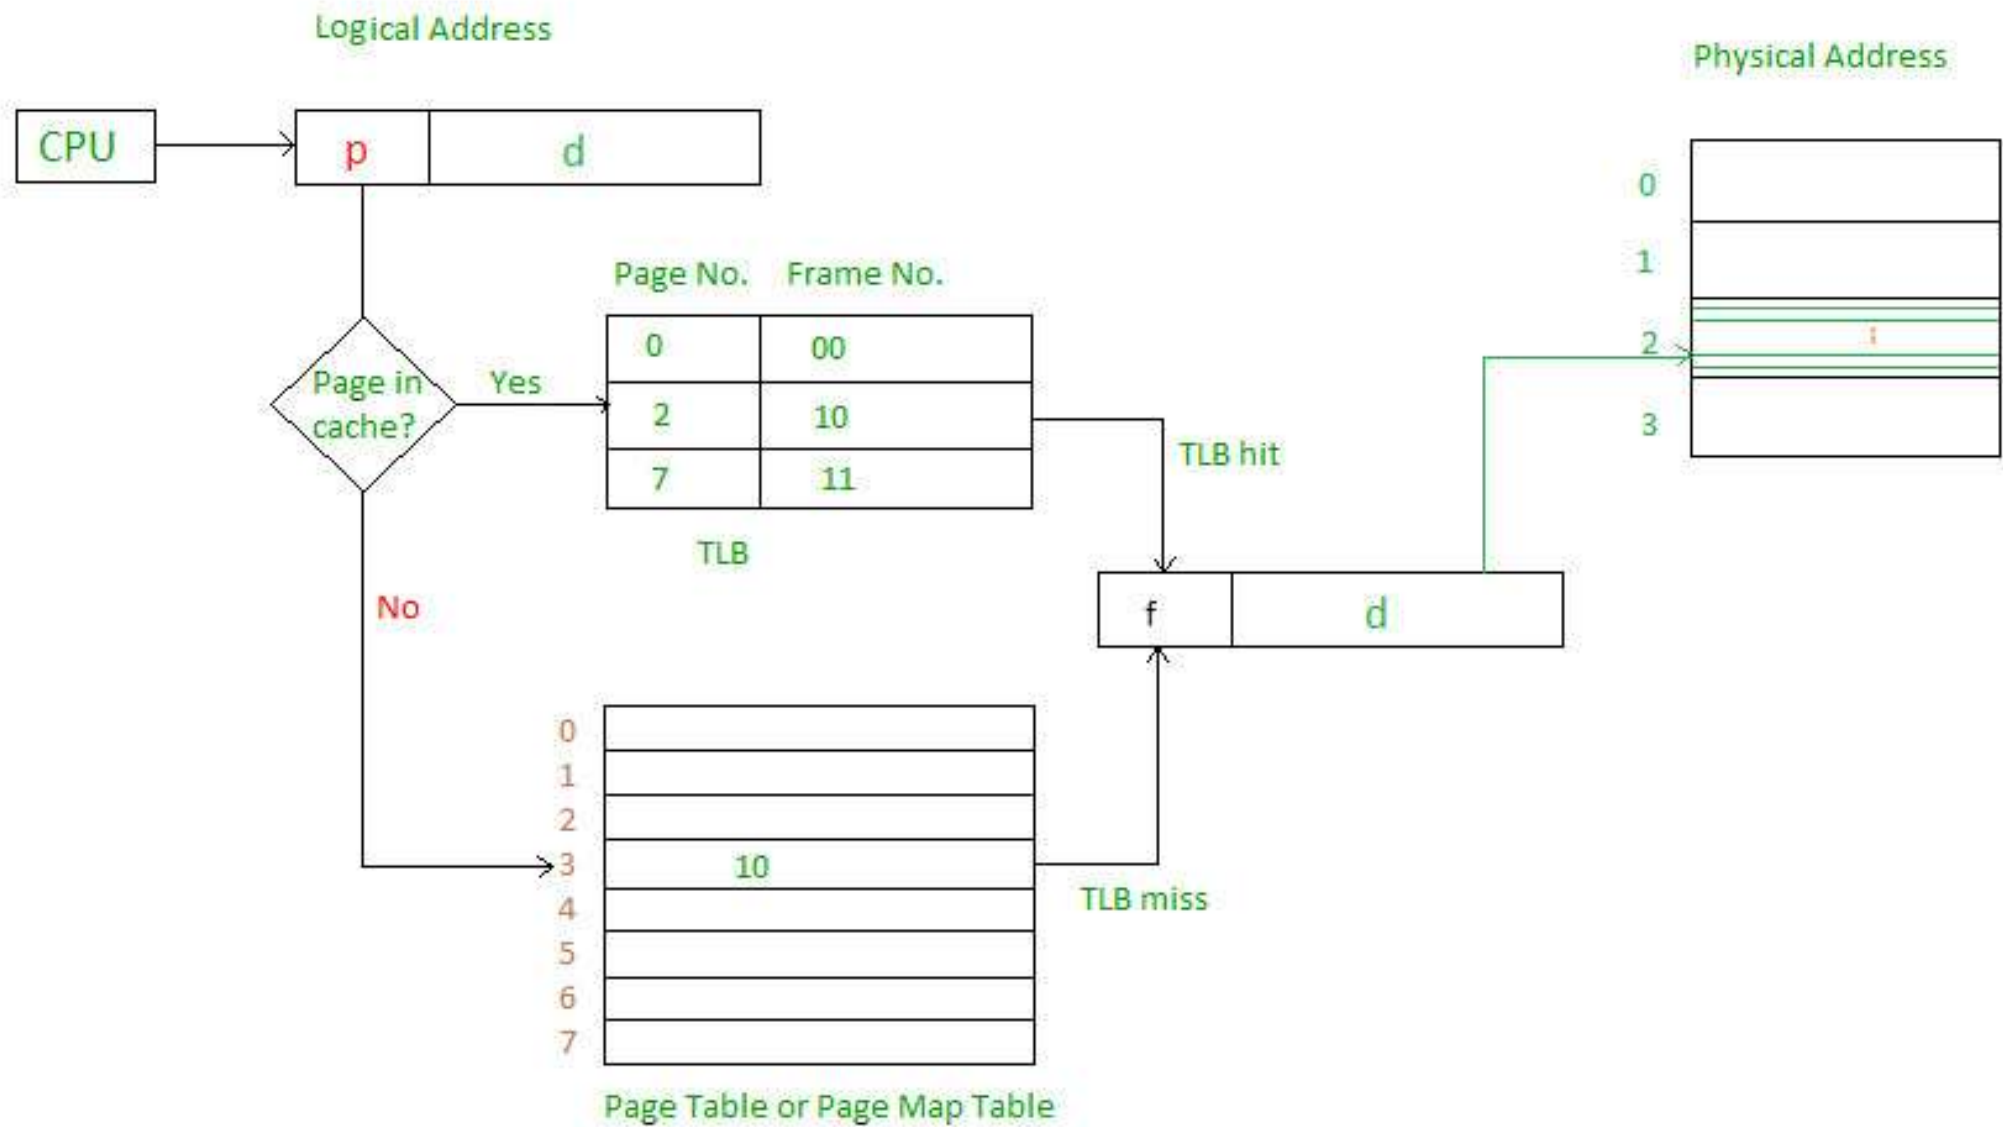 Logical Address
Physical Address
CPU
p
d
0
1
2
3
Page No. Frame No.
0 00
2 10
7 11
TLB
Page in
cache?
Yes
No
TLB hit
f
d
0
1
2
3 10
4
5
6
7
TLB miss
Page Table or Page Map Table